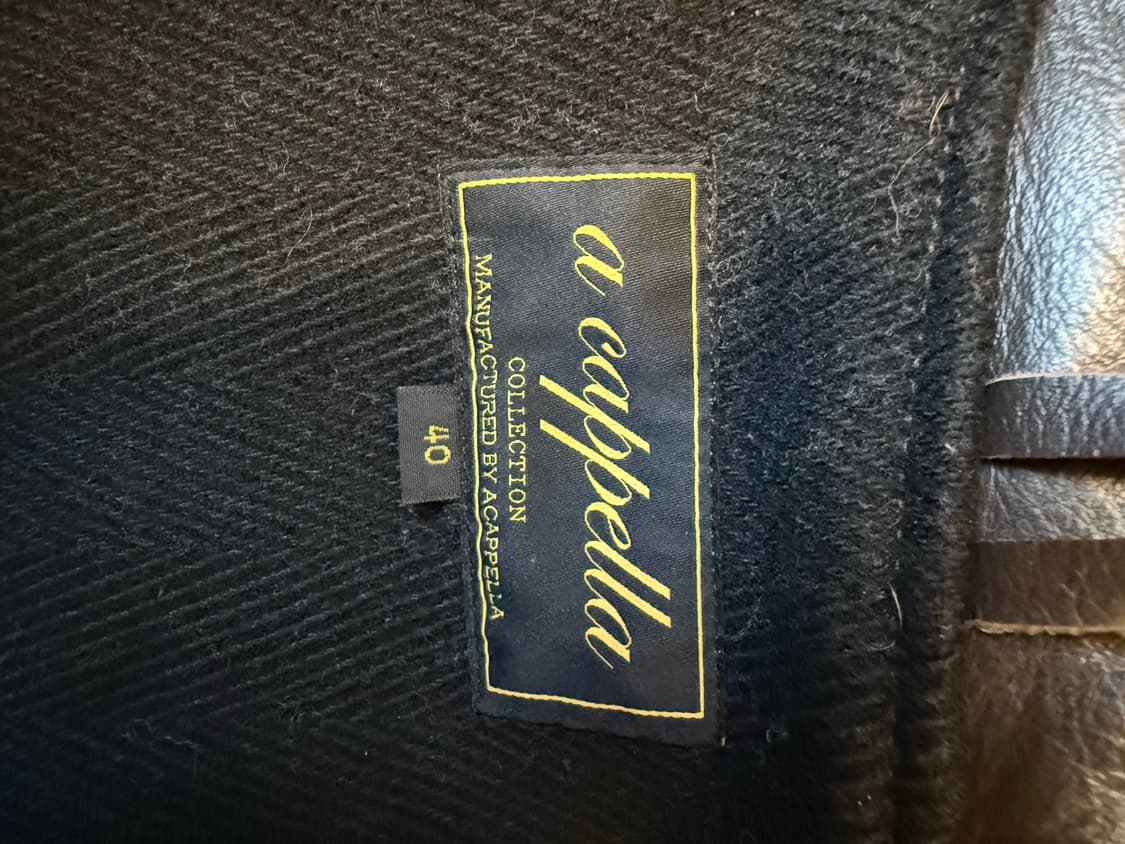 a cappella
COLLECTION
MANUFACTURED BY ACAPPELLA
40